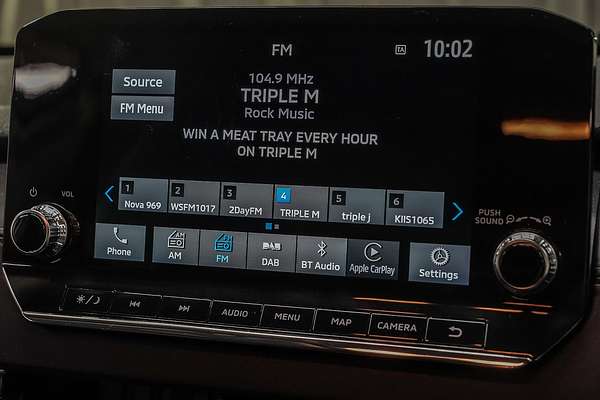 FM
TA
10:02
Source
FM Menu
104.9 MHz
TRIPLE M
Rock Music
WIN A MEAT TRAY EVERY HOUR
ON TRIPLE M
1 Nova 969
2 WSFM1017
3 2DayFM
4 TRIPLE M
5 triple j
6 KIIS1065
VOL
PUSH
SOUND
Phone
AM
FM
DAB
BT Audio
Apple CarPlay
Settings
AUDIO
MENU
MAP
CAMERA